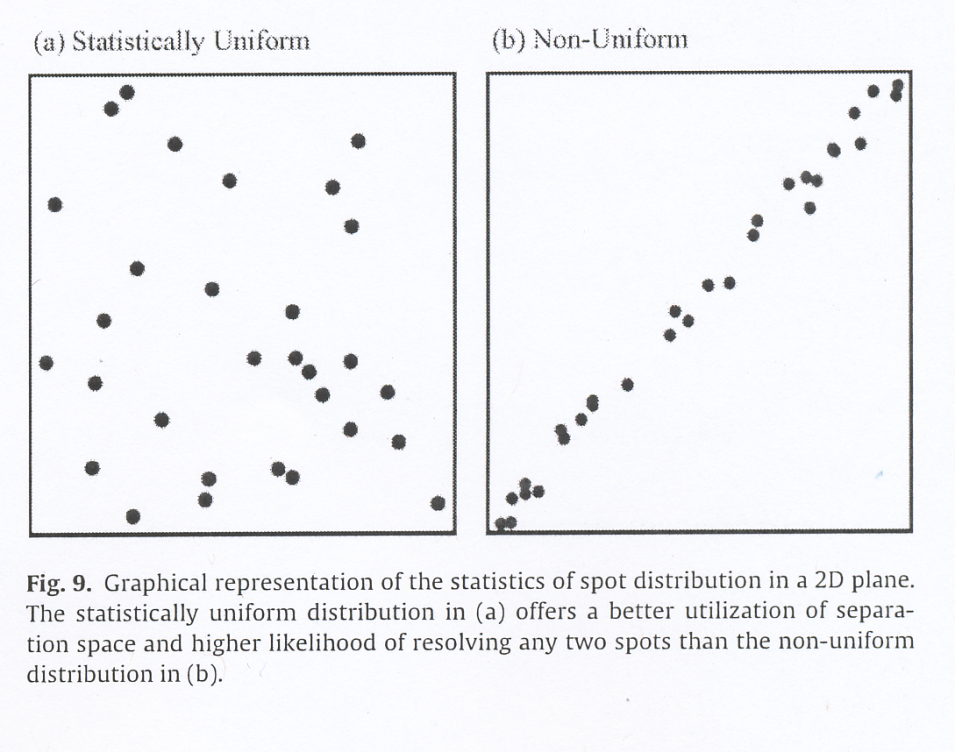 (a) Statistically Uniform
(b) Non-Uniform
Fig. 9. Graphical representation of the statistics of spot distribution in a 2D plane.
The statistically uniform distribution in (a) offers a better utilization of separa-
tion space and higher likelihood of resolving any two spots than the non-uniform
distribution in (b).